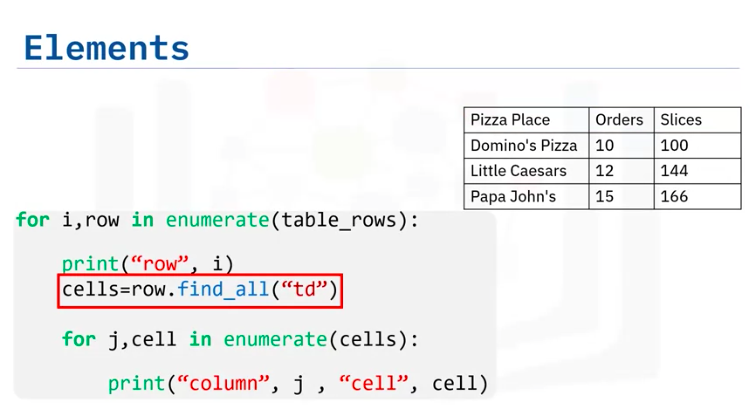 Elements
Pizza Place Orders Slices
Domino's Pizza 10 100
Little Caesars 12 144
Papa John's 15 166
for i,row in enumerate(table_rows):
print(“row”, i)
cells=row.find_all(“td”)
for j,cell in enumerate(cells):
print(“column”, j , “cell”, cell)